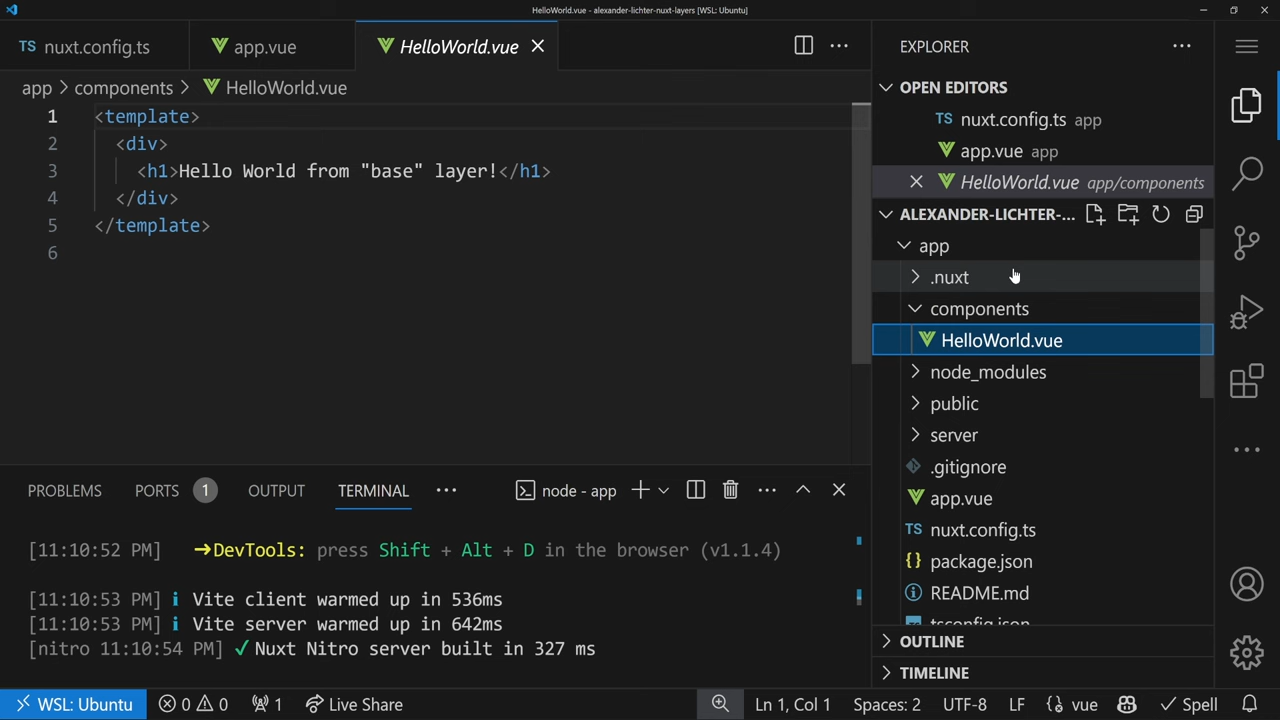 HelloWorld.vue - alexander-lichter-nuxt-layers [WSL: Ubuntu]
TS nuxt.config.ts
app.vue
HelloWorld.vue
app > components > HelloWorld.vue
1 <template>
2 <div>
3 <h1>Hello World from "base" layer!</h1>
4 </div>
5 </template>
6
PROBLEMS PORTS 1 OUTPUT TERMINAL node - app
[11:10:52 PM] ➜DevTools: press Shift + Alt + D in the browser (v1.1.4)
[11:10:53 PM] ℹ Vite client warmed up in 536ms
[11:10:53 PM] ℹ Vite server warmed up in 642ms
[nitro 11:10:54 PM] ✓Nuxt Nitro server built in 327 ms
EXPLORER
OPEN EDITORS
TS nuxt.config.ts app
app.vue app
HelloWorld.vue app/components
ALEXANDER-LICHTER-...
app
.nuxt
components
HelloWorld.vue
node_modules
public
server
.gitignore
app.vue
TS nuxt.config.ts
{} package.json
README.md
tsconfig.json
OUTLINE
TIMELINE
WSL: Ubuntu 0 0 1 Live Share Ln 1, Col 1 Spaces: 2 UTF-8 LF {} vue Spell